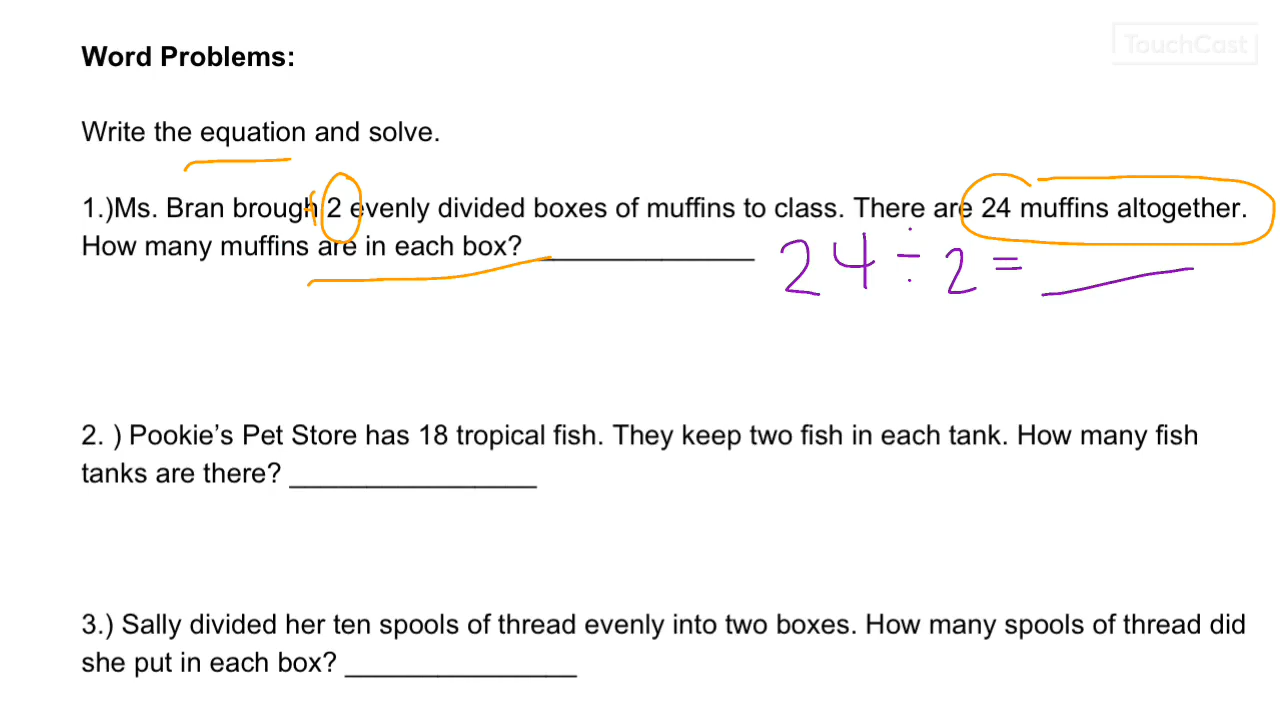 TouchCast
Word Problems:
Write the equation and solve.
1.)Ms. Bran brough 2 evenly divided boxes of muffins to class. There are 24 muffins altogether.
How many muffins are in each box? ______________
24 ÷ 2 = ____
2. ) Pookie’s Pet Store has 18 tropical fish. They keep two fish in each tank. How many fish
tanks are there? ________________
3.) Sally divided her ten spools of thread evenly into two boxes. How many spools of thread did
she put in each box? _______________